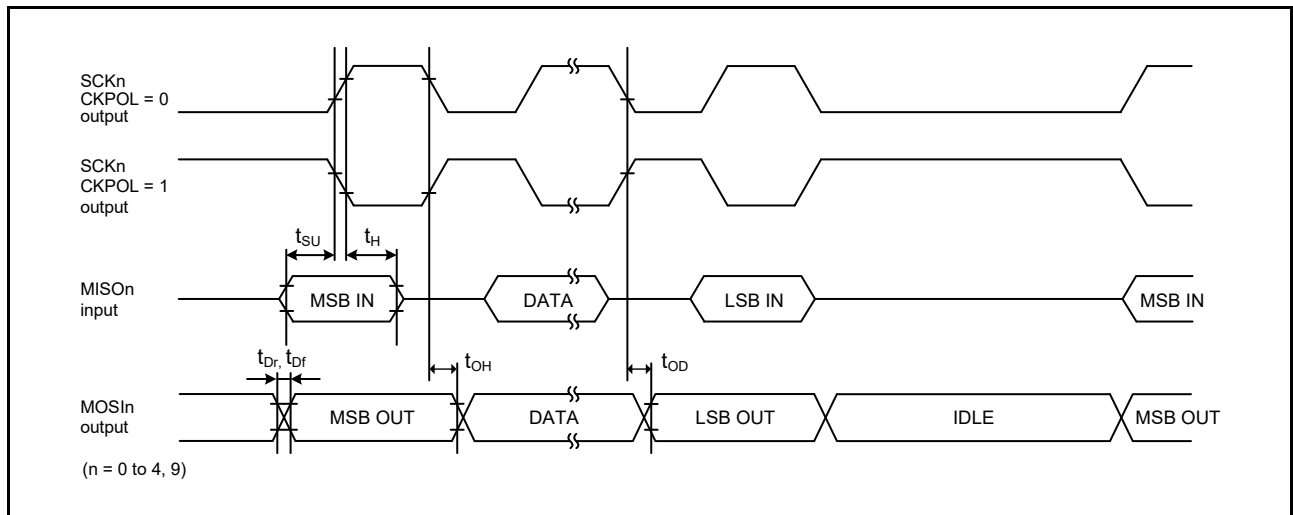 SCKn
CKPOL = 0
output
SCKn
CKPOL = 1
output
tSU
tH
MISOn
input
MSB IN
DATA
LSB IN
MSB IN
tDr, tDf
tOH
tOD
MOSIn
output
MSB OUT
DATA
LSB OUT
IDLE
MSB OUT
(n = 0 to 4, 9)